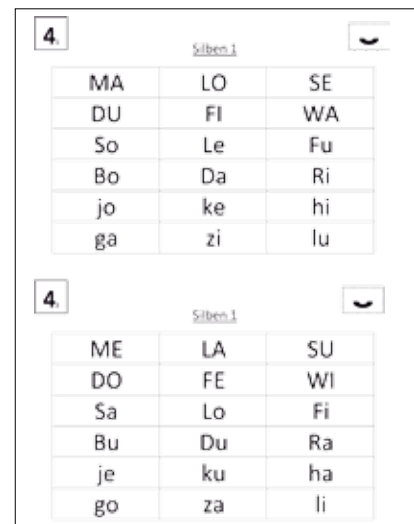 4.
Silben 1
MA LO SE
DU FI WA
So Le Fu
Bo Da Ri
jo ke hi
ga zi lu
4.
Silben 1
ME LA SU
DO FE WI
Sa Lo Fi
Bu Du Ra
je ku ha
go za li